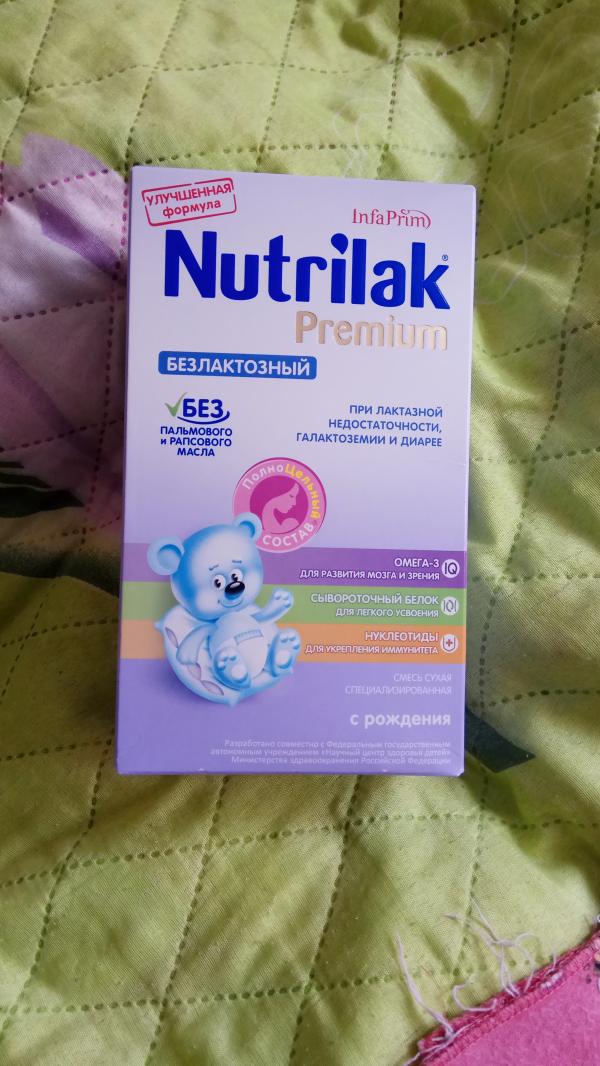 УЛУЧШЕННАЯ
формула
InfaPrim
Nutrilak®
Premium
БЕЗЛАКТОЗНЫЙ
БЕЗ
ПАЛЬМОВОГО
И РАПСОВОГО
МАСЛА
ПРИ ЛАКТАЗНОЙ
НЕДОСТАТОЧНОСТИ,
ГАЛАКТОЗЕМИИ И ДИАРЕЕ
ПолноЦельный
СОСТАВ
ОМЕГА-3
ДЛЯ РАЗВИТИЯ МОЗГА И ЗРЕНИЯ
IQ
СЫВОРОТОЧНЫЙ БЕЛОК
ДЛЯ ЛЕГКОГО УСВОЕНИЯ
НУКЛЕОТИДЫ
ДЛЯ УКРЕПЛЕНИЯ ИММУНИТЕТА
СМЕСЬ СУХАЯ
СПЕЦИАЛИЗИРОВАННАЯ
с рождения
Разработано совместно с Федеральным государственным
автономным учреждением «Научный центр здоровья детей»
Министерства здравоохранения Российской Федерации